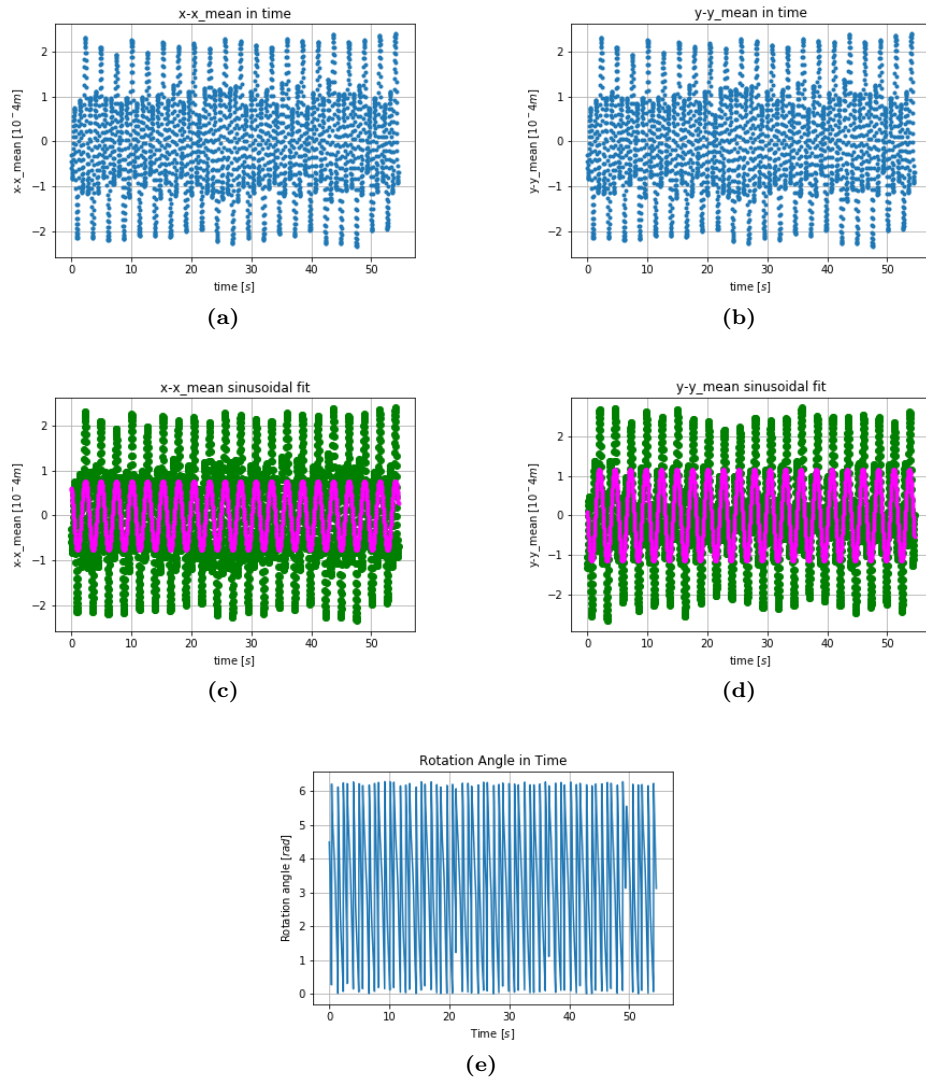 x-x_mean in time
x-x_mean [10⁻4m]
2
1
0
−1
−2
0 10 20 30 40 50
time [s]
(a)
y-y_mean in time
y-y_mean [10⁻4m]
2
1
0
−1
−2
0 10 20 30 40 50
time [s]
(b)
x-x_mean sinusoidal fit
x-x_mean [10⁻4m]
2
1
0
−1
−2
0 10 20 30 40 50
time [s]
(c)
y-y_mean sinusoidal fit
y-y_mean [10⁻4m]
2
1
0
−1
−2
0 10 20 30 40 50
time [s]
(d)
Rotation Angle in Time
Rotation angle [rad]
6
5
4
3
2
1
0
0 10 20 30 40 50
Time [s]
(e)